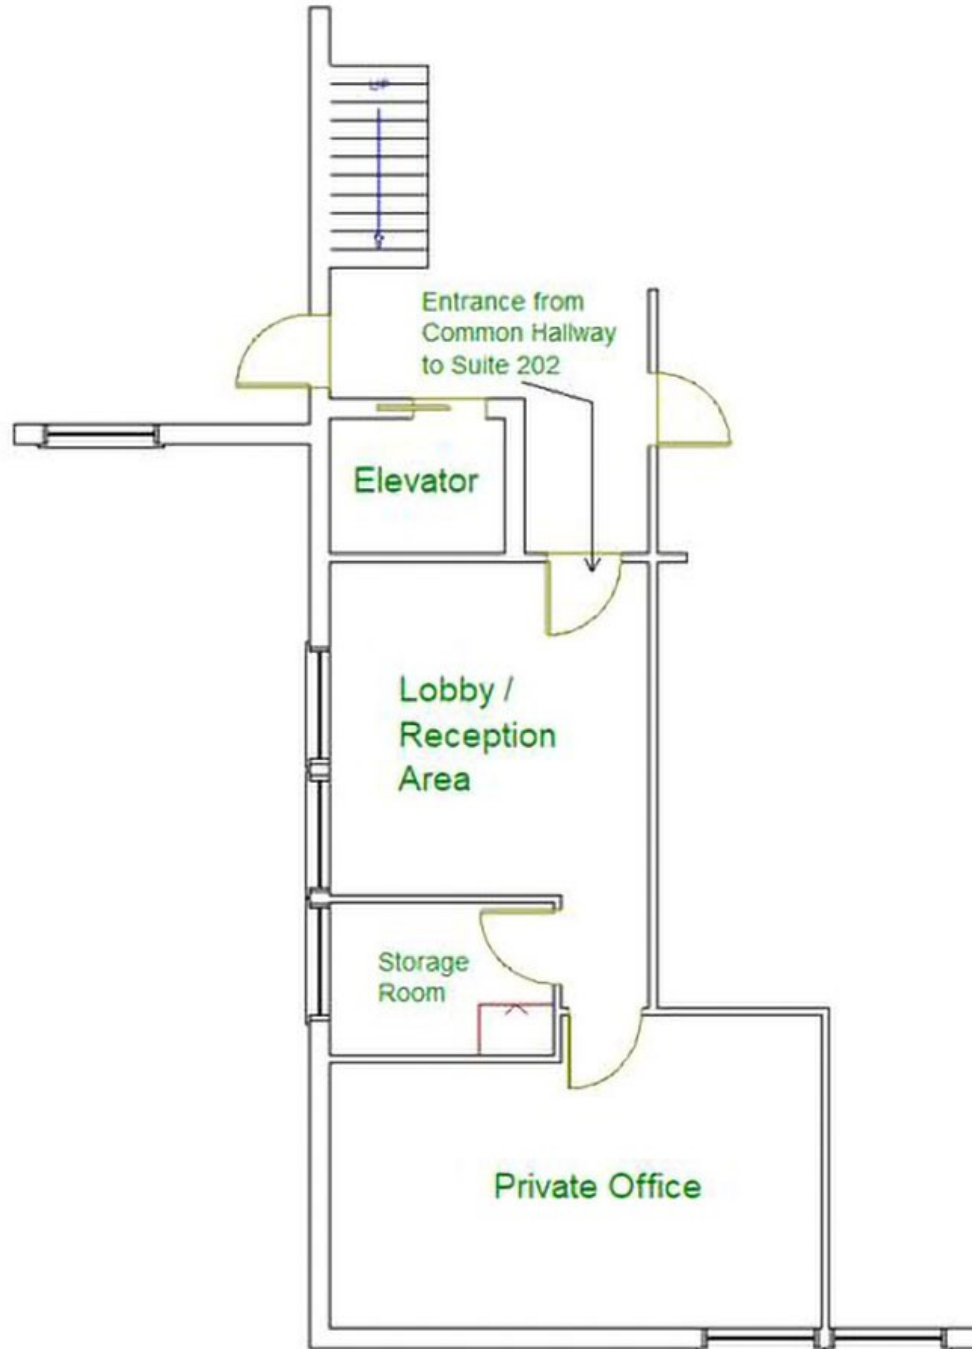 UP
Entrance from
Common Hallway
to Suite 202
Elevator
Lobby /
Reception
Area
Storage
Room
Private Office